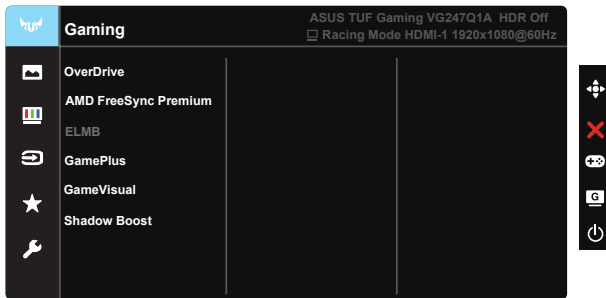 Gaming
ASUS TUF Gaming VG247Q1A HDR Off
Racing Mode HDMI-1 1920x1080@60Hz
OverDrive
AMD FreeSync Premium
ELMB
GamePlus
GameVisual
Shadow Boost
G